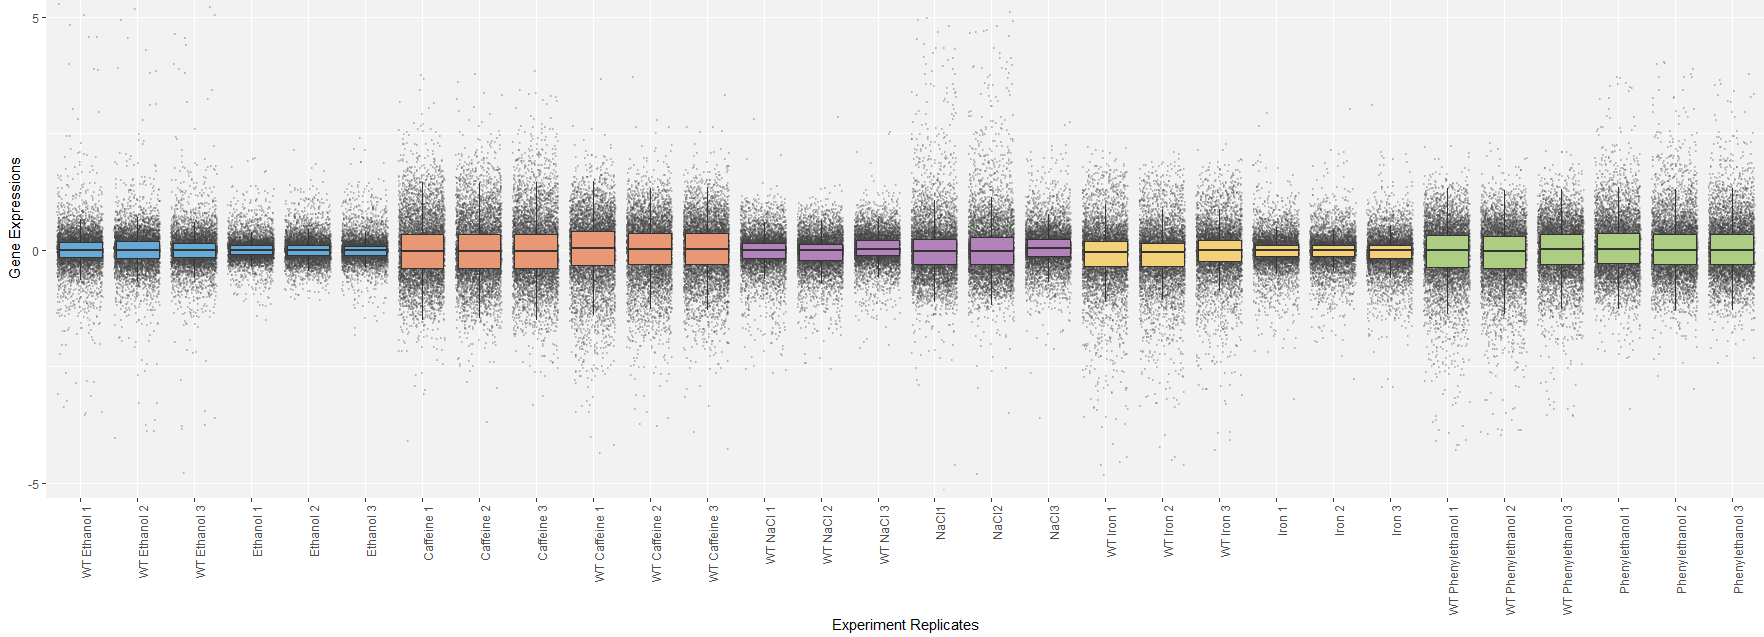 Gene Expressions
5
0
-5
WT Ethanol 1
WT Ethanol 2
WT Ethanol 3
Ethanol 1
Ethanol 2
Ethanol 3
Caffeine 1
Caffeine 2
Caffeine 3
WT Caffeine 1
WT Caffeine 2
WT Caffeine 3
WT NaCl 1
WT NaCl 2
WT NaCl 3
NaCl1
NaCl2
NaCl3
WT Iron 1
WT Iron 2
WT Iron 3
Iron 1
Iron 2
Iron 3
WT Phenylethanol 1
WT Phenylethanol 2
WT Phenylethanol 3
Phenylethanol 1
Phenylethanol 2
Phenylethanol 3
Experiment Replicates